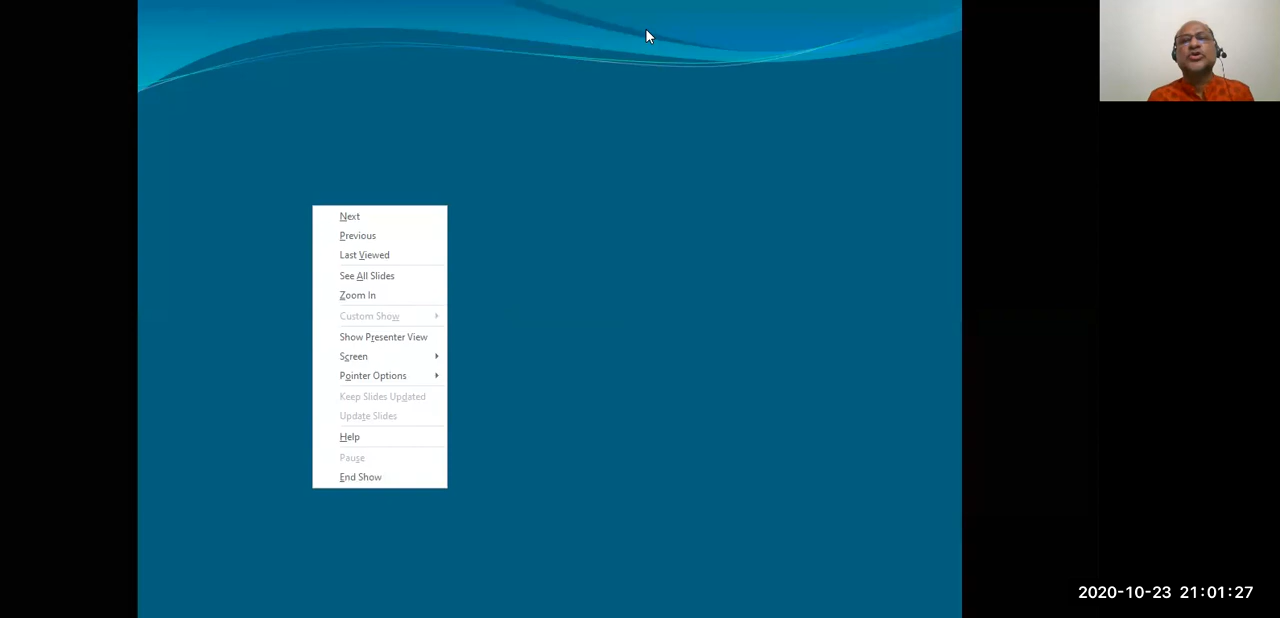 Next
Previous
Last Viewed
See All Slides
Zoom In
Custom Show
Show Presenter View
Screen
Pointer Options
Keep Slides Updated
Update Slides
Help
Pause
End Show
2020-10-23 21:01:27